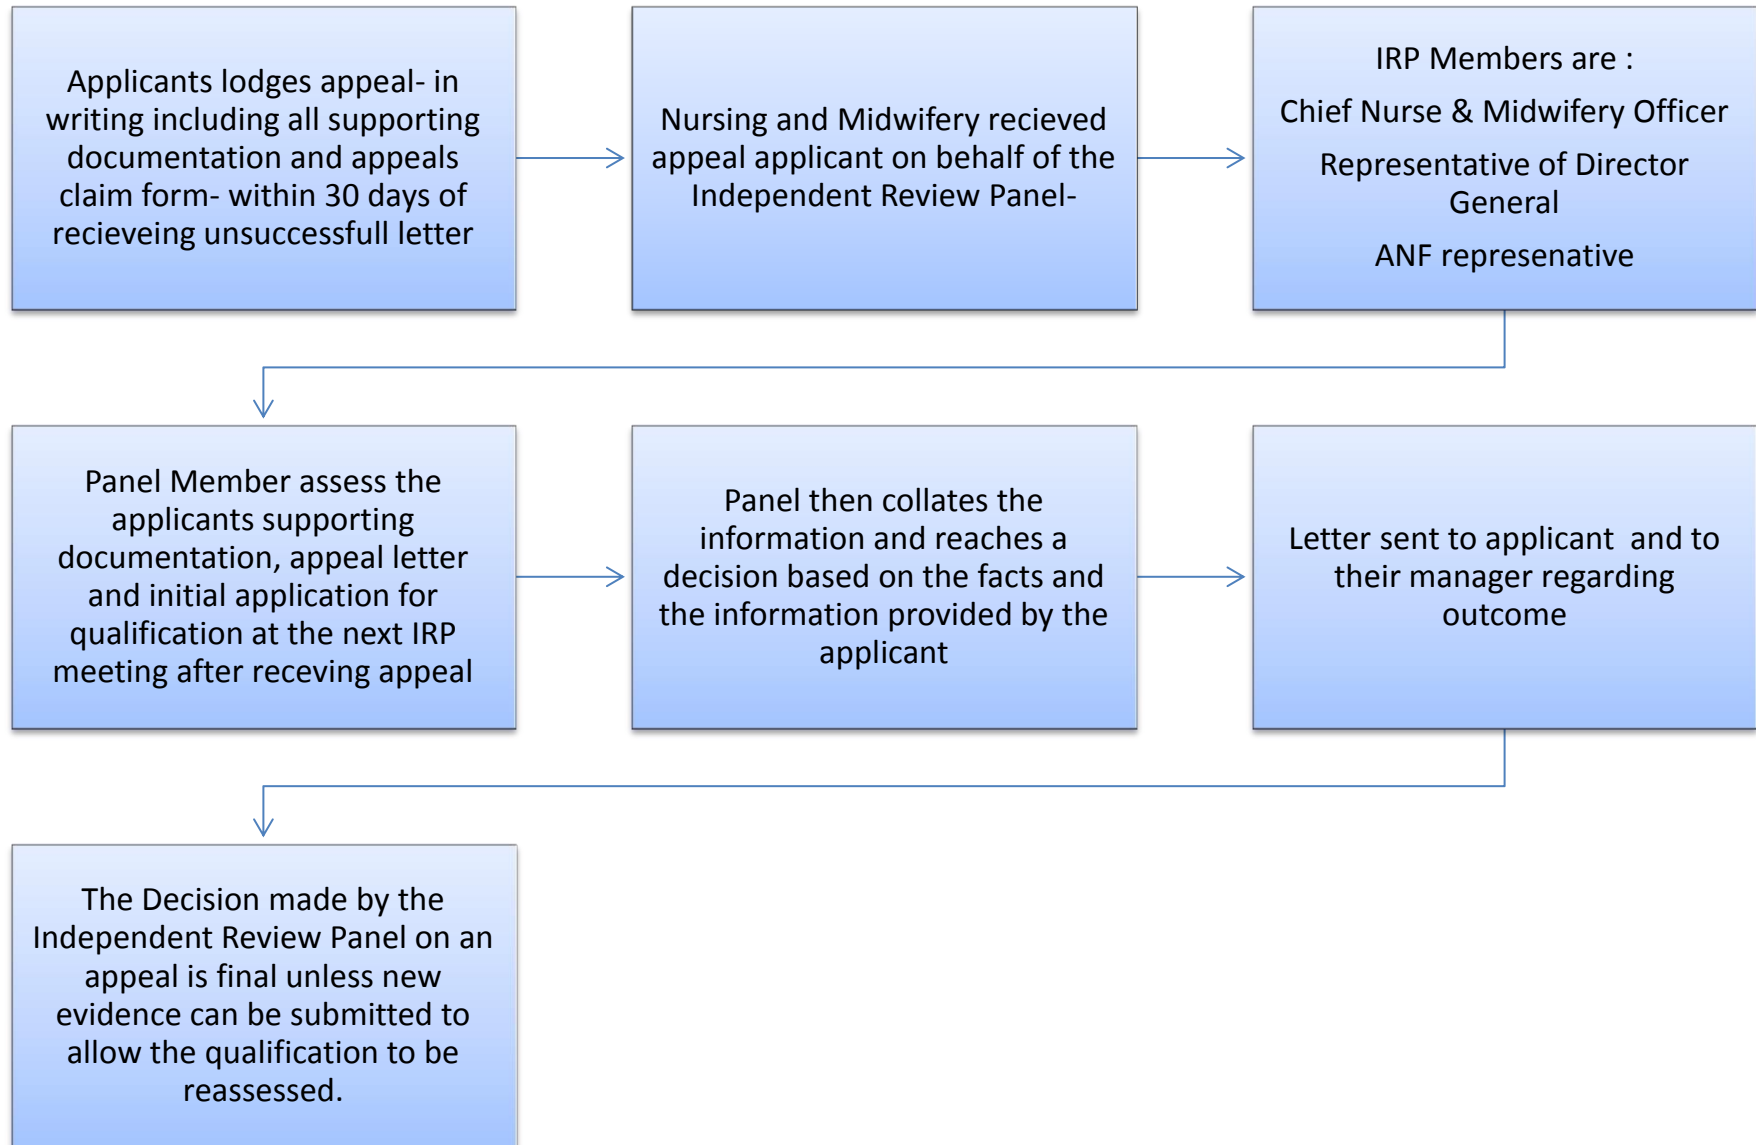 Applicants lodges appeal- in
writing including all supporting
documentation and appeals
claim form- within 30 days of
recieveing unsuccessfull letter
Nursing and Midwifery recieved
appeal applicant on behalf of the
Independent Review Panel-
IRP Members are :
Chief Nurse & Midwifery Officer
Representative of Director
General
ANF represenative
Panel Member assess the
applicants supporting
documentation, appeal letter
and initial application for
qualification at the next IRP
meeting after receving appeal
Panel then collates the
information and reaches a
decision based on the facts and
the information provided by the
applicant
Letter sent to applicant  and to
their manager regarding
outcome
The Decision made by the
Independent Review Panel on an
appeal is final unless new
evidence can be submitted to
allow the qualification to be
reassessed.